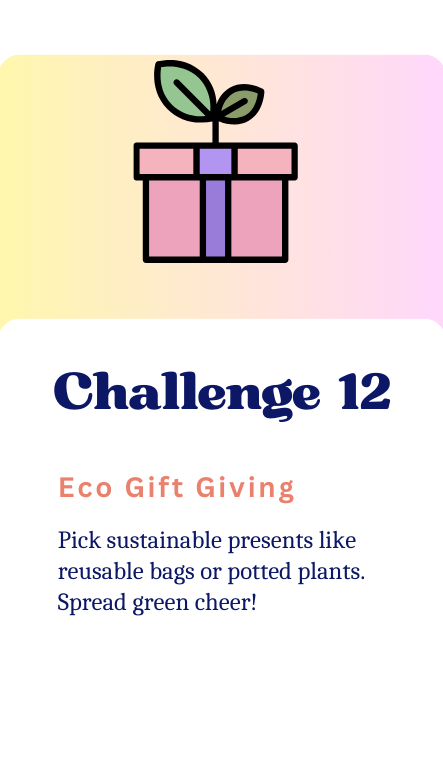 Challenge 12
Eco Gift Giving
Pick sustainable presents like
reusable bags or potted plants.
Spread green cheer!